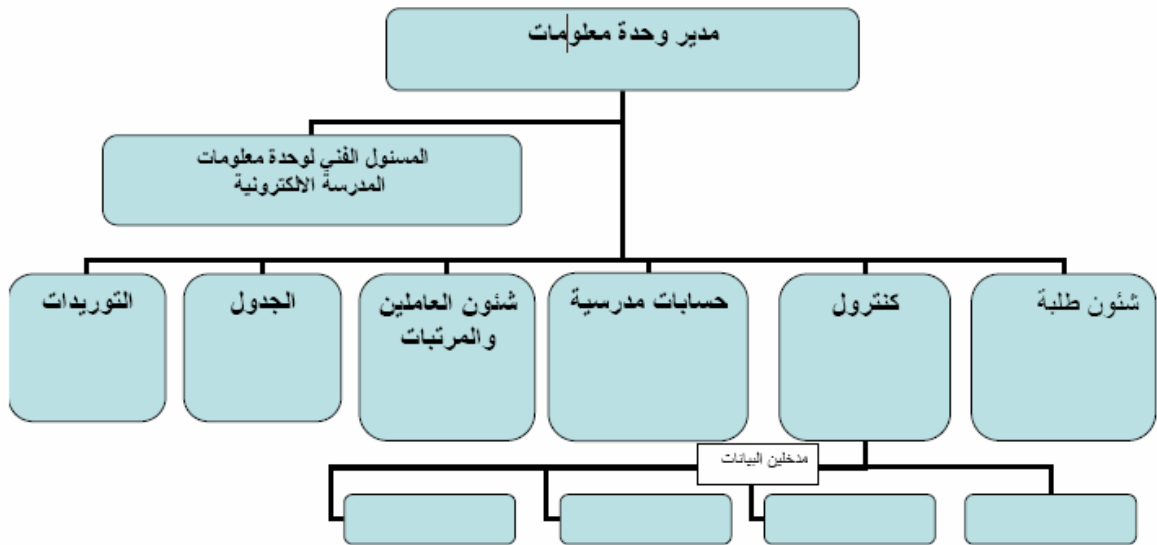 مدير وحدة معلومات
المسئول الفني لوحدة معلومات
المدرسة الالكترونية
شئون طلبة
كنترول
حسابات مدرسية
شئون العاملين
والمرتبات
الجدول
التوريدات
مدخلين البيانات